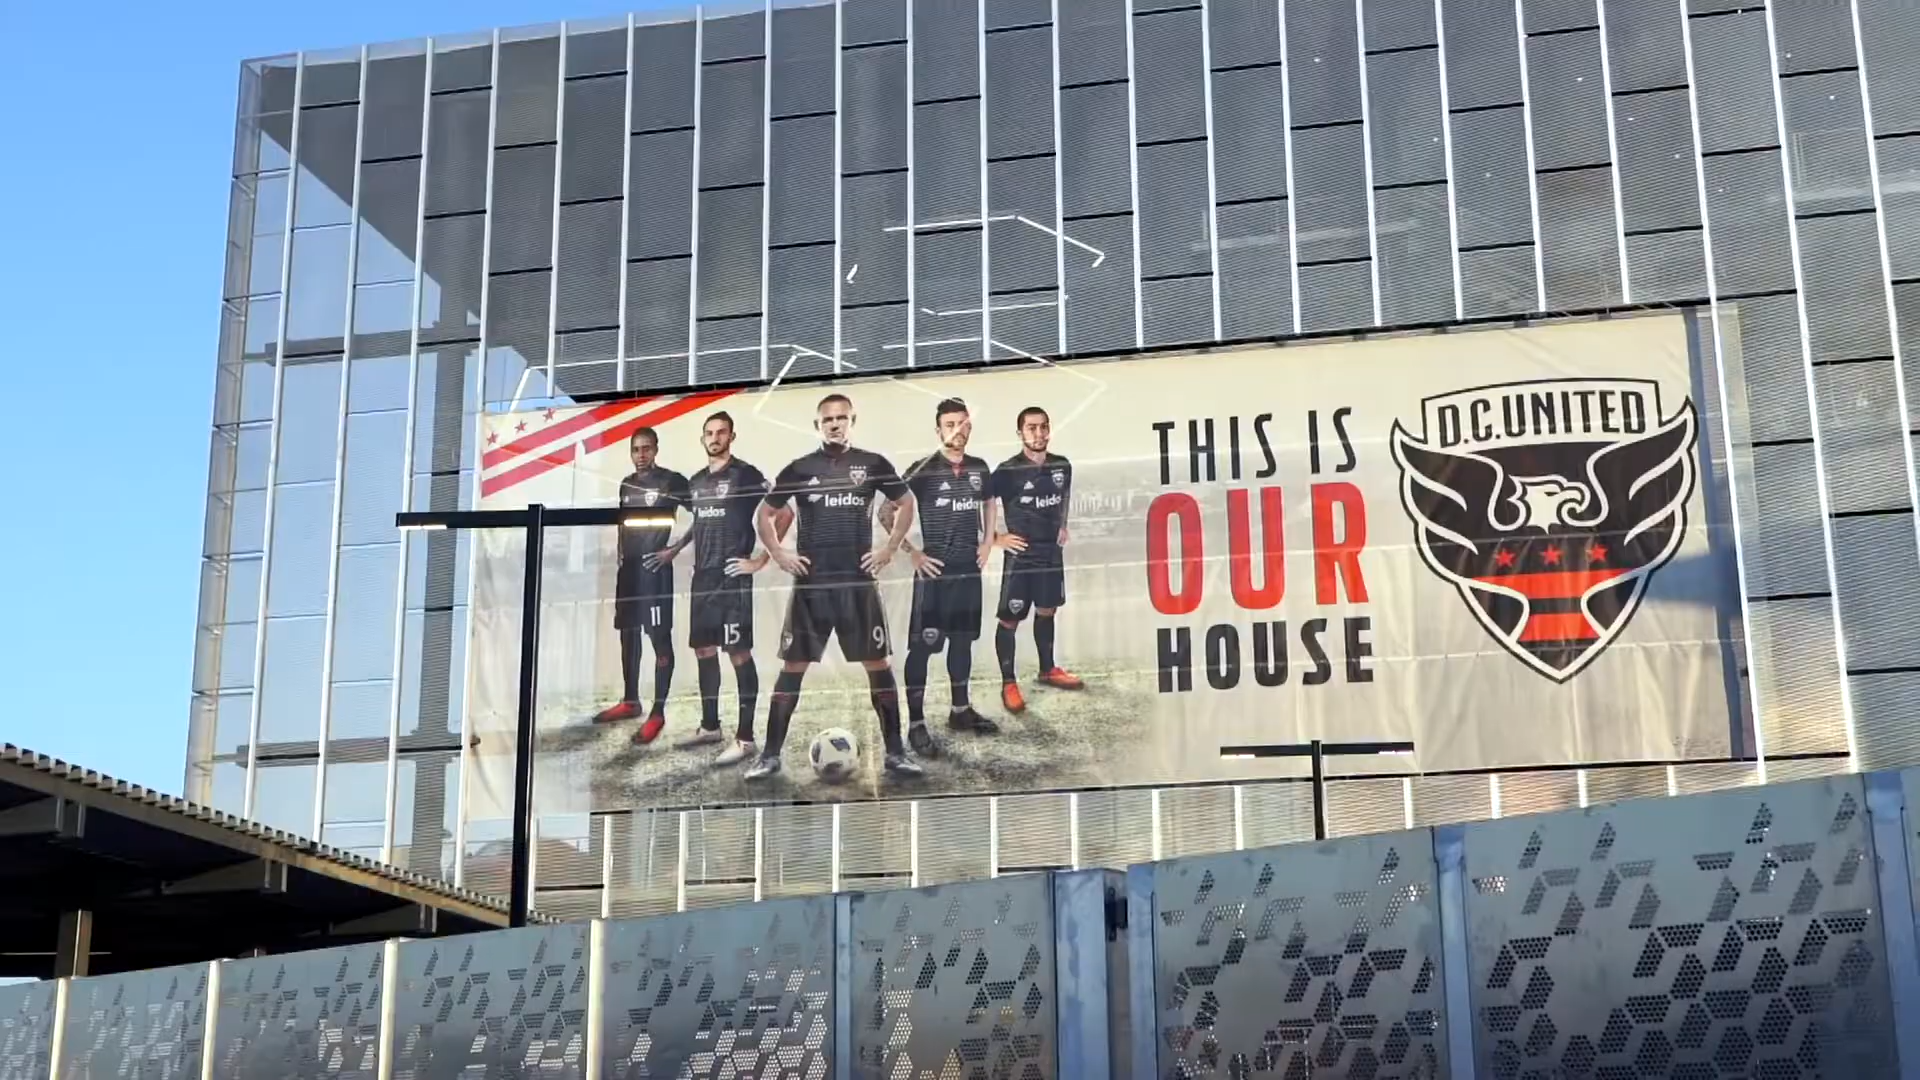 THIS IS
OUR
HOUSE
D.C.UNITED
leidos
leidos
leidos
leidos
11
15
9